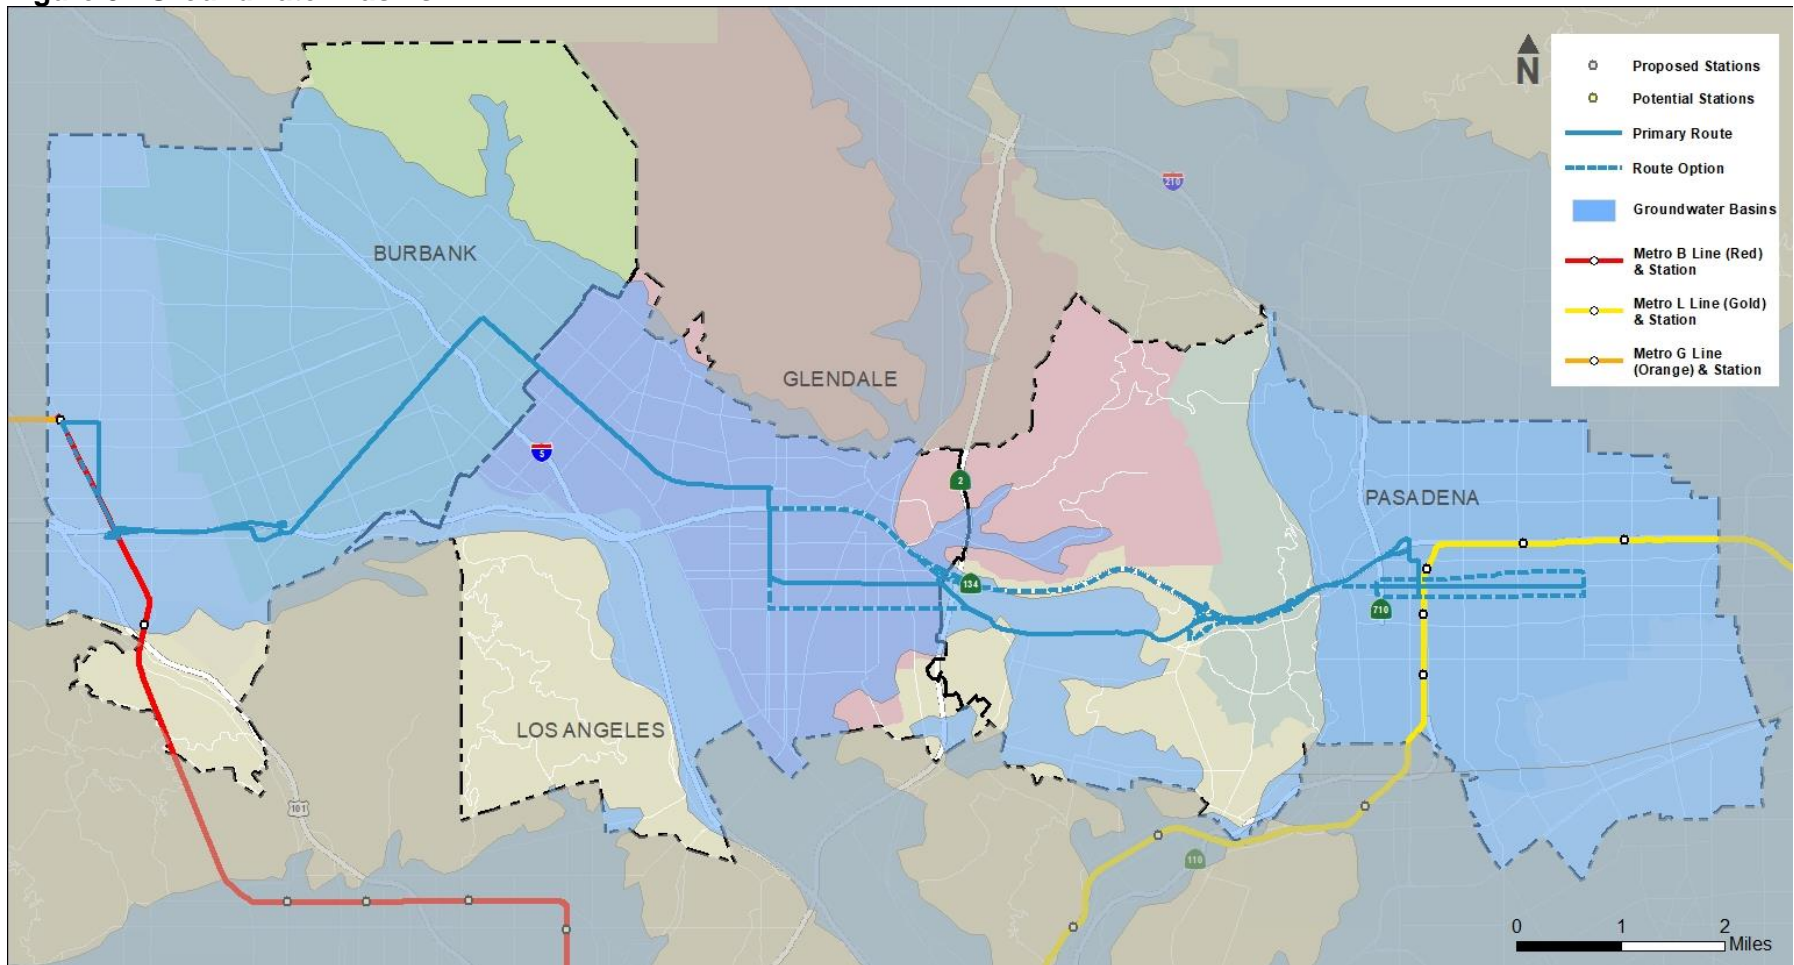 N
Proposed Stations
Potential Stations
Primary Route
Route Option
Groundwater Basins
Metro B Line (Red)
& Station
Metro L Line (Gold)
& Station
Metro G Line
(Orange) & Station
210
BURBANK
GLENDALE
5
2
PASADENA
134
710
LOS ANGELES
101
110
0 1 2
Miles